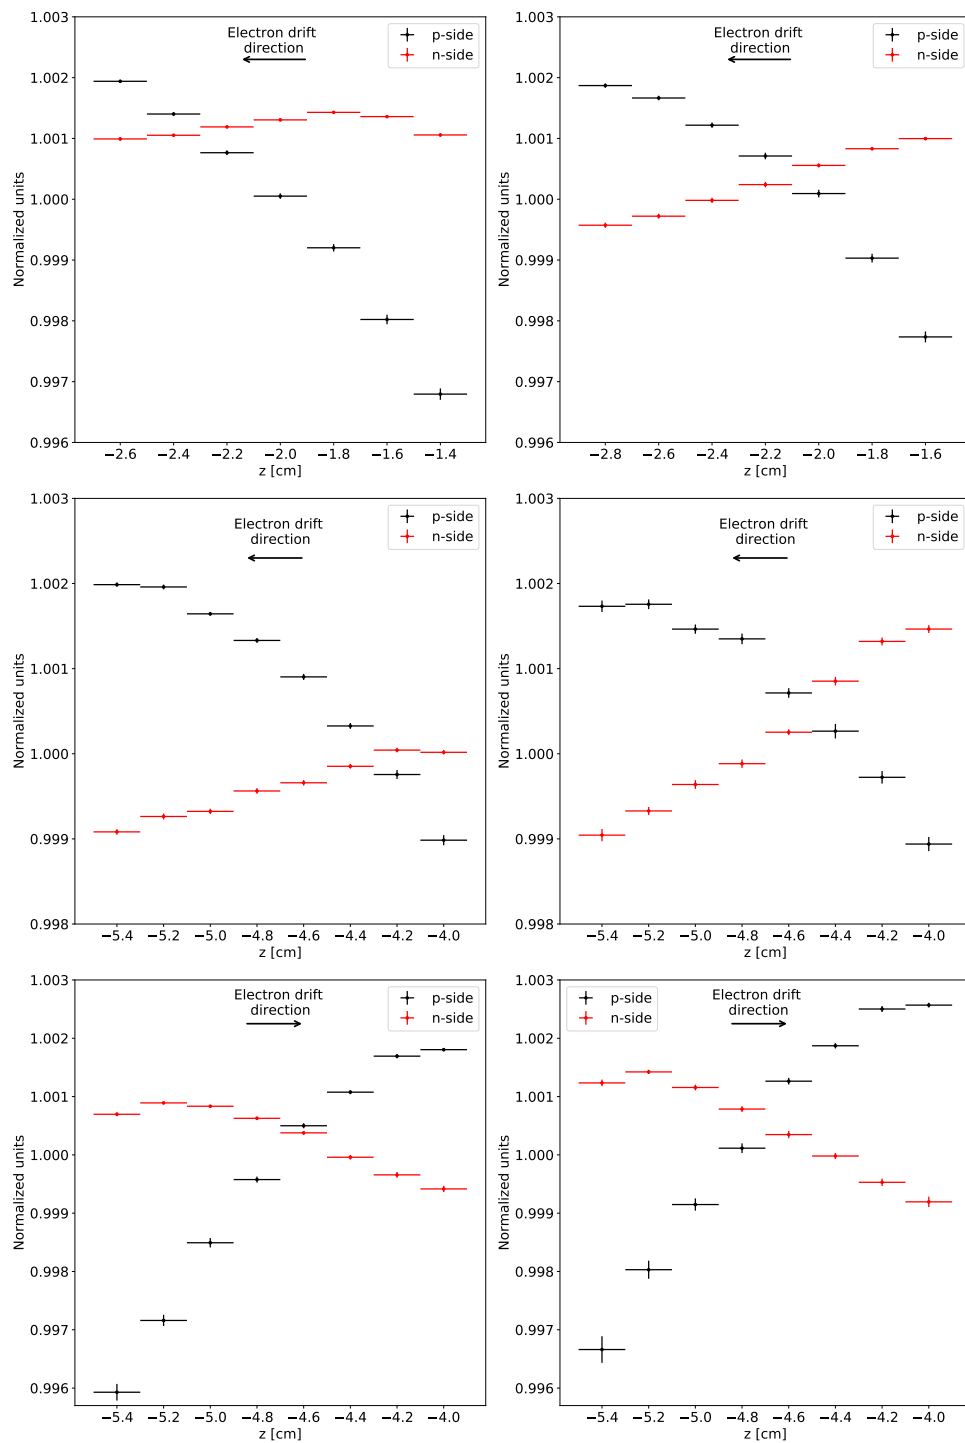 1.003
1.002
1.001
1.000
0.999
0.998
0.997
0.996
Normalized units
Electron drift
direction
p-side
n-side
−2.6 −2.4 −2.2 −2.0 −1.8 −1.6 −1.4
z [cm]
1.003
1.002
1.001
1.000
0.999
0.998
0.997
0.996
Normalized units
Electron drift
direction
p-side
n-side
−2.8 −2.6 −2.4 −2.2 −2.0 −1.8 −1.6
z [cm]
1.003
1.002
1.001
1.000
0.999
0.998
Normalized units
Electron drift
direction
p-side
n-side
−5.4 −5.2 −5.0 −4.8 −4.6 −4.4 −4.2 −4.0
z [cm]
1.003
1.002
1.001
1.000
0.999
0.998
Normalized units
Electron drift
direction
p-side
n-side
−5.4 −5.2 −5.0 −4.8 −4.6 −4.4 −4.2 −4.0
z [cm]
1.003
1.002
1.001
1.000
0.999
0.998
0.997
0.996
Normalized units
Electron drift
direction
p-side
n-side
−5.4 −5.2 −5.0 −4.8 −4.6 −4.4 −4.2 −4.0
z [cm]
1.003
1.002
1.001
1.000
0.999
0.998
0.997
0.996
Normalized units
p-side
n-side
Electron drift
direction
−5.4 −5.2 −5.0 −4.8 −4.6 −4.4 −4.2 −4.0
z [cm]